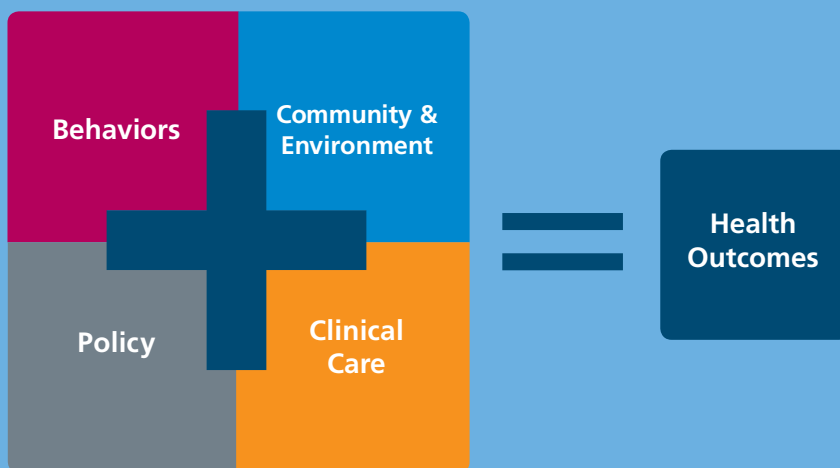 Behaviors
Community &
Environment
Policy
Clinical
Care
Health
Outcomes